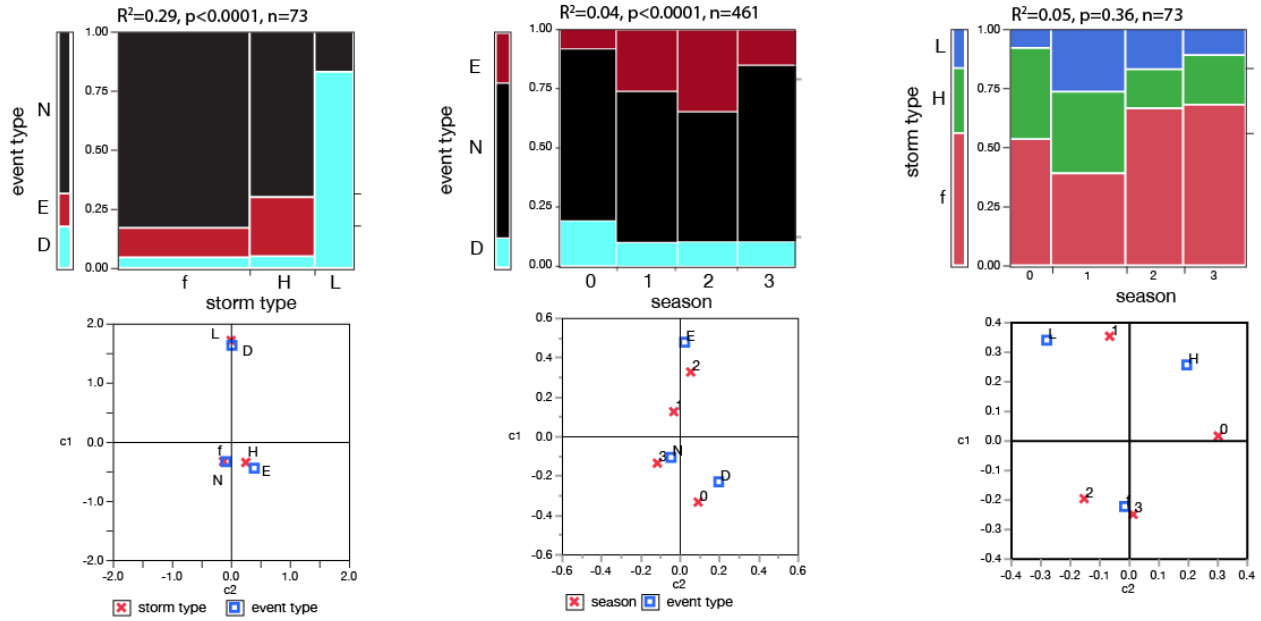 R²=0.29, p<0.0001, n=73
event type
N
E
D
1.00
0.75
0.50
0.25
0.00
f H L
storm type
2.0
1.0
0.0
-1.0
-2.0
c1
L
D
f
N
H
E
-2.0 -1.0 0.0 1.0 2.0
c2
storm type event type
R²=0.04, p<0.0001, n=461
event type
E
N
D
1.00
0.75
0.50
0.25
0.00
0 1 2 3
season
0.6
0.4
0.2
0.0
-0.2
-0.4
-0.6
c1
E
2
1
N
3
D
0
-0.6 -0.4 -0.2 0.0 0.2 0.4 0.6
c2
season event type
R²=0.05, p=0.36, n=73
storm type
L
H
f
1.00
0.75
0.50
0.25
0.00
0 1 2 3
season
0.4
0.3
0.2
0.1
0.0
-0.1
-0.2
-0.3
-0.4
c1
L
1
H
0
2
f
3
-0.4 -0.3 -0.2 -0.1 0.0 0.1 0.2 0.3 0.4
c2